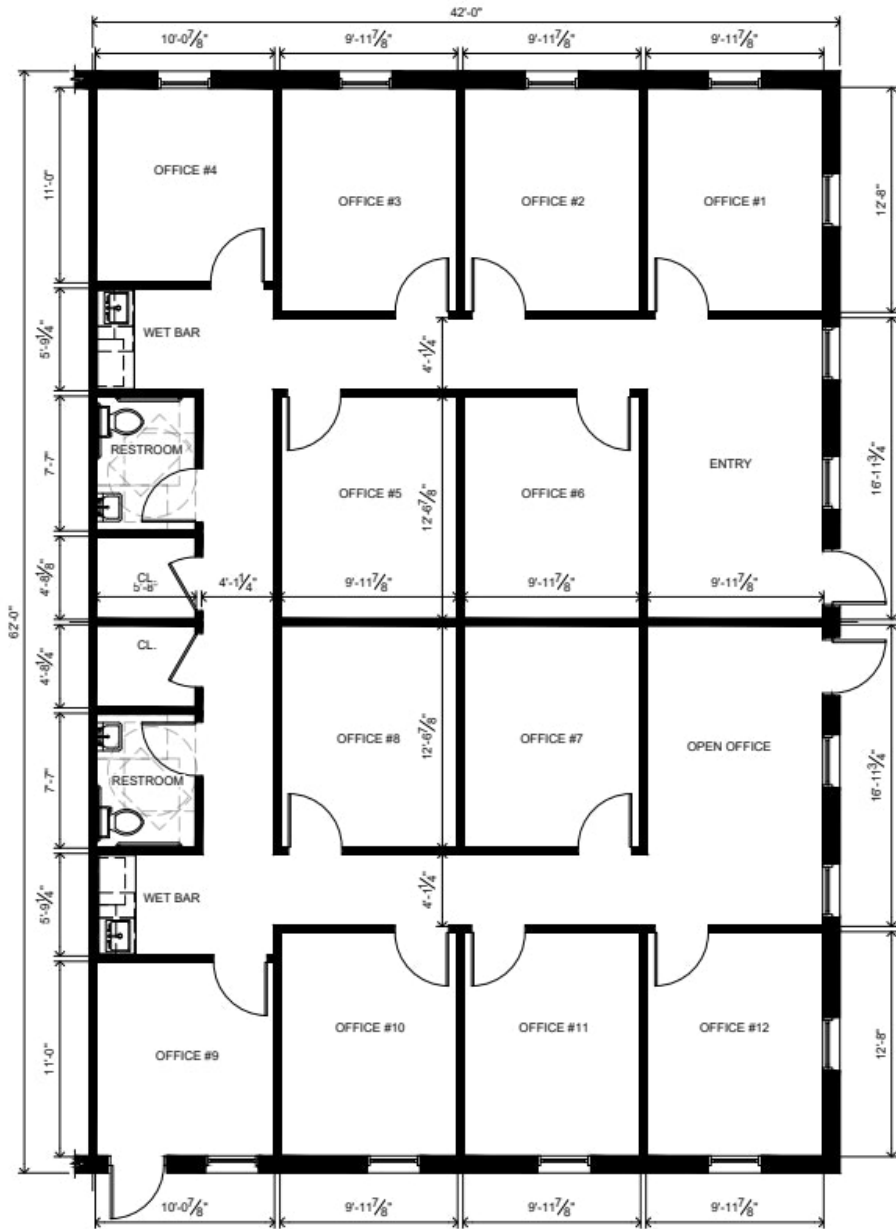 42'-0"
10'-0⅞"
9'-11⅞"
9'-11⅞"
9'-11⅞"
11'-0"
OFFICE #4
OFFICE #3
OFFICE #2
OFFICE #1
12'-8"
5'-9¼"
WET BAR
4'-1¼"
7'-7"
RESTROOM
OFFICE #5
12'-6⅞"
OFFICE #6
ENTRY
16'-11¾"
4'-8⅛"
CL.
5'-8"
4'-1¼"
9'-11⅞"
9'-11⅞"
9'-11⅞"
62'-0"
4'-8¼"
CL.
7'-7"
RESTROOM
OFFICE #8
12'-6⅞"
OFFICE #7
OPEN OFFICE
16'-11¾"
5'-9¼"
WET BAR
4'-1¼"
11'-0"
OFFICE #9
OFFICE #10
OFFICE #11
OFFICE #12
12'-8"
10'-0⅞"
9'-11⅞"
9'-11⅞"
9'-11⅞"